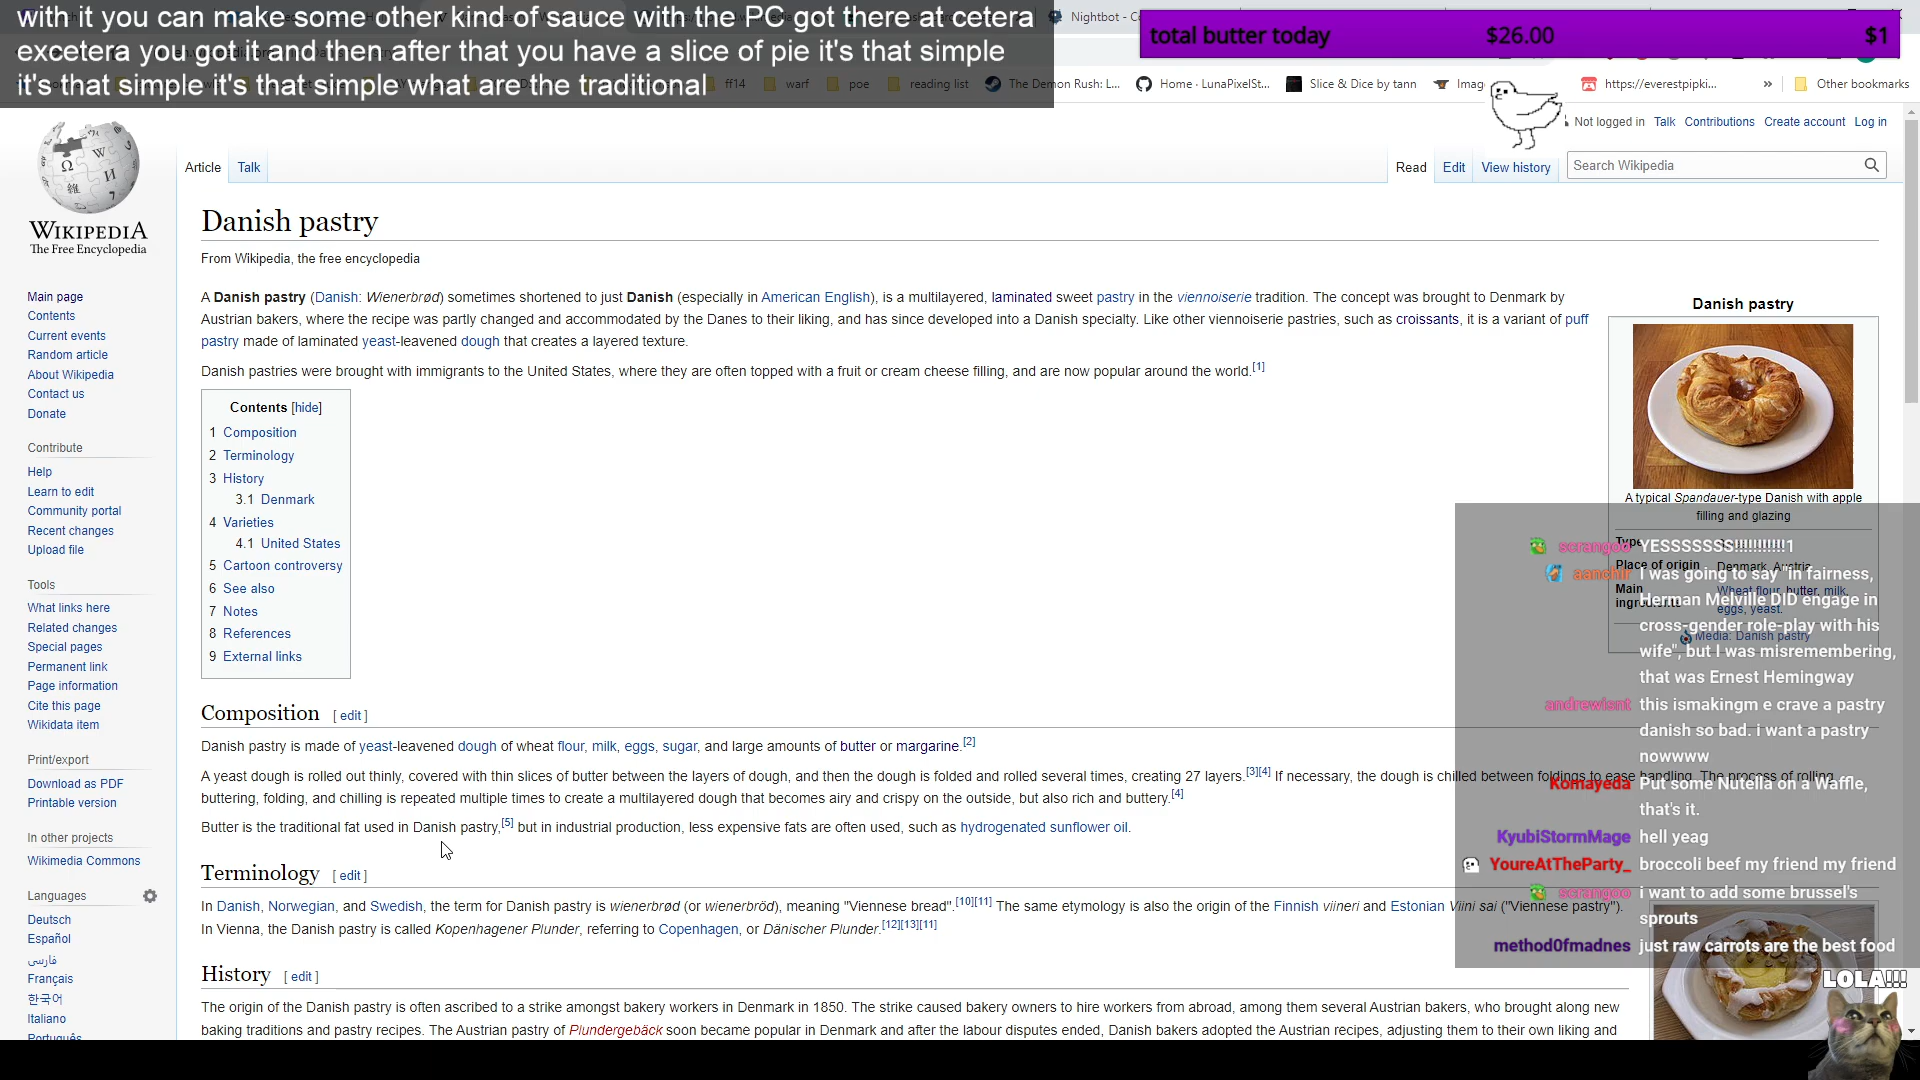 with it you can make some other kind of sauce with the PC got there at cetera
excetera you got it and then after that you have a slice of pie it's that simple
it's that simple it's that simple what are the traditional
Nightbot - Co
total butter today $26.00 $1
ff14
warf
poe
reading list
The Demon Rush: L...
Home · LunaPixelSt...
Slice & Dice by tann
Imag
https://everestpipki...
»
Other bookmarks
Not logged in Talk Contributions Create account Log in
Article Talk
Read Edit View history
Search Wikipedia
WIKIPEDIA
The Free Encyclopedia
Main page
Contents
Current events
Random article
About Wikipedia
Contact us
Donate
Contribute
Help
Learn to edit
Community portal
Recent changes
Upload file
Tools
What links here
Related changes
Special pages
Permanent link
Page information
Cite this page
Wikidata item
Print/export
Download as PDF
Printable version
In other projects
Wikimedia Commons
Languages
Deutsch
Español
فارسی
Français
한국어
Italiano
Português
Danish pastry
From Wikipedia, the free encyclopedia
A Danish pastry (Danish: Wienerbrød) sometimes shortened to just Danish (especially in American English), is a multilayered, laminated sweet pastry in the viennoiserie tradition. The concept was brought to Denmark by
Austrian bakers, where the recipe was partly changed and accommodated by the Danes to their liking, and has since developed into a Danish specialty. Like other viennoiserie pastries, such as croissants, it is a variant of puff
pastry made of laminated yeast-leavened dough that creates a layered texture.
Danish pastries were brought with immigrants to the United States, where they are often topped with a fruit or cream cheese filling, and are now popular around the world.[1]
Contents [hide]
1 Composition
2 Terminology
3 History
3.1 Denmark
4 Varieties
4.1 United States
5 Cartoon controversy
6 See also
7 Notes
8 References
9 External links
Composition [ edit ]
Danish pastry is made of yeast-leavened dough of wheat flour, milk, eggs, sugar, and large amounts of butter or margarine.[2]
A yeast dough is rolled out thinly, covered with thin slices of butter between the layers of dough, and then the dough is folded and rolled several times, creating 27 layers.[3][4] If necessary, the dough is chilled between foldings to ease handling. The process of rolling,
buttering, folding, and chilling is repeated multiple times to create a multilayered dough that becomes airy and crispy on the outside, but also rich and buttery.[4]
Butter is the traditional fat used in Danish pastry,[5] but in industrial production, less expensive fats are often used, such as hydrogenated sunflower oil.
Terminology [ edit ]
In Danish, Norwegian, and Swedish, the term for Danish pastry is wienerbrød (or wienerbröd), meaning "Viennese bread".[10][11] The same etymology is also the origin of the Finnish viineri and Estonian Viini sai ("Viennese pastry").
In Vienna, the Danish pastry is called Kopenhagener Plunder, referring to Copenhagen, or Dänischer Plunder.[12][13][11]
History [ edit ]
The origin of the Danish pastry is often ascribed to a strike amongst bakery workers in Denmark in 1850. The strike caused bakery owners to hire workers from abroad, among them several Austrian bakers, who brought along new
baking traditions and pastry recipes. The Austrian pastry of Plundergebäck soon became popular in Denmark and after the labour disputes ended, Danish bakers adopted the Austrian recipes, adjusting them to their own liking and
Danish pastry
A typical Spandauer-type Danish with apple
filling and glazing
Type
Place of origin Denmark, Austria
Main Wheat flour, butter, milk,
ingredients eggs, yeast.
Media: Danish pastry
scrangoo YESSSSSSS!!!!!!!!!!1
aanchir I was going to say "in fairness,
Herman Melville DID engage in
cross-gender role-play with his
wife", but I was misremembering,
that was Ernest Hemingway
andrewisnt this ismakingm e crave a pastry
danish so bad. i want a pastry
nowwww
Komayeda Put some Nutella on a Waffle,
that's it.
KyubiStormMage hell yeag
YoureAtTheParty_ broccoli beef my friend my friend
scrangoo i want to add some brussel's
sprouts
method0fmadnes just raw carrots are the best food
LOLA!!!